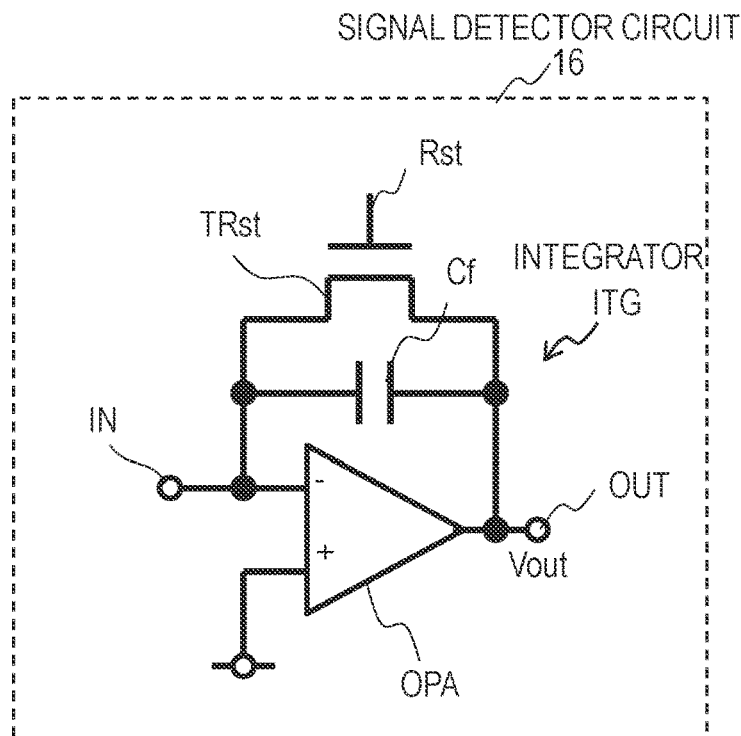 SIGNAL DETECTOR CIRCUIT
16
Rst
TRst
Cf
INTEGRATOR
ITG
IN
-
+
OUT
Vout
OPA